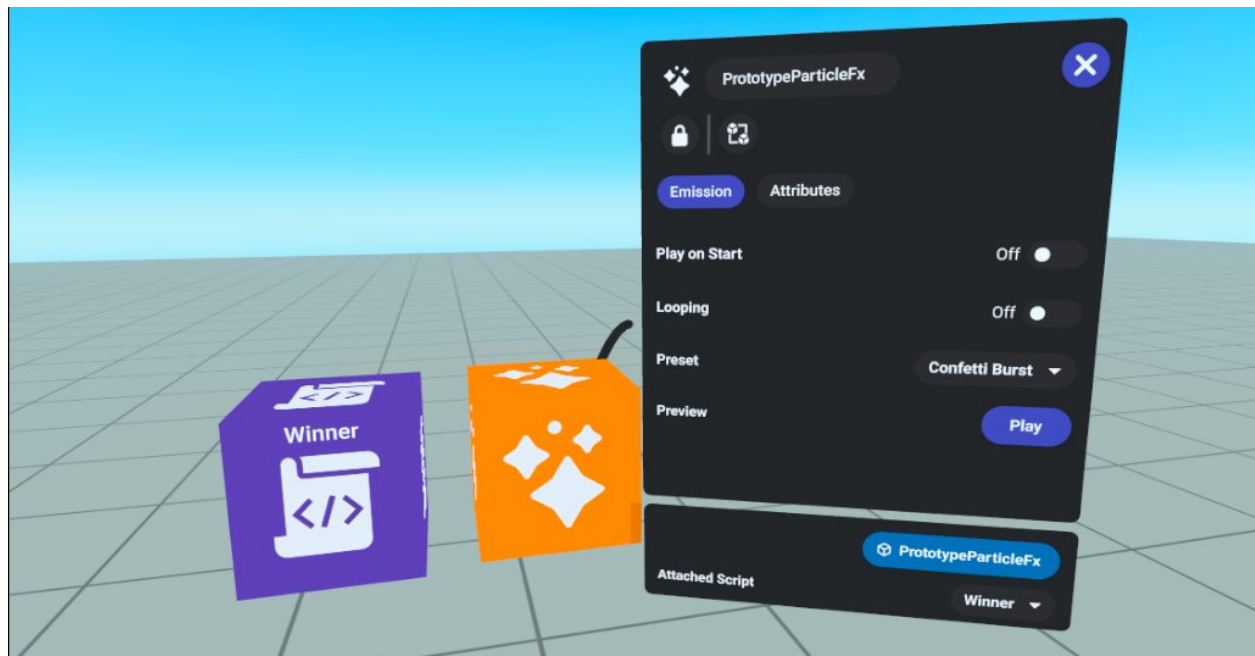 PrototypeParticleFx
Emission Attributes
Play on Start Off
Looping Off
Preset Confetti Burst
Preview Play
Winner
</>
PrototypeParticleFx
Attached Script Winner